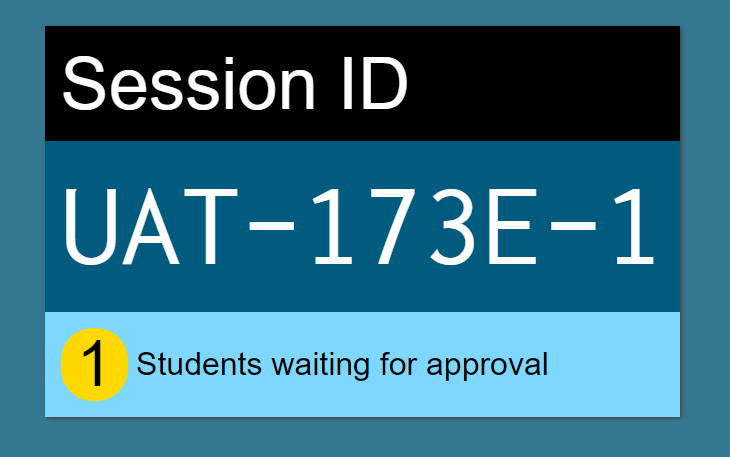 Session ID
UAT-173E-1
1 Students waiting for approval